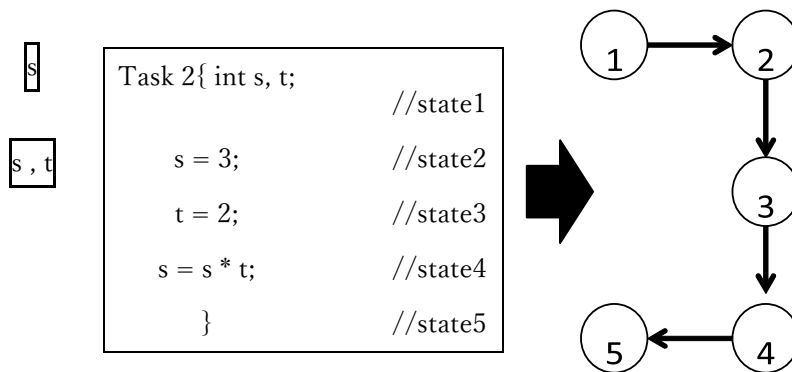 s
s , t
Task 2{ int s, t;
//state1
s = 3; //state2
t = 2; //state3
s = s * t; //state4
} //state5
1
2
3
4
5